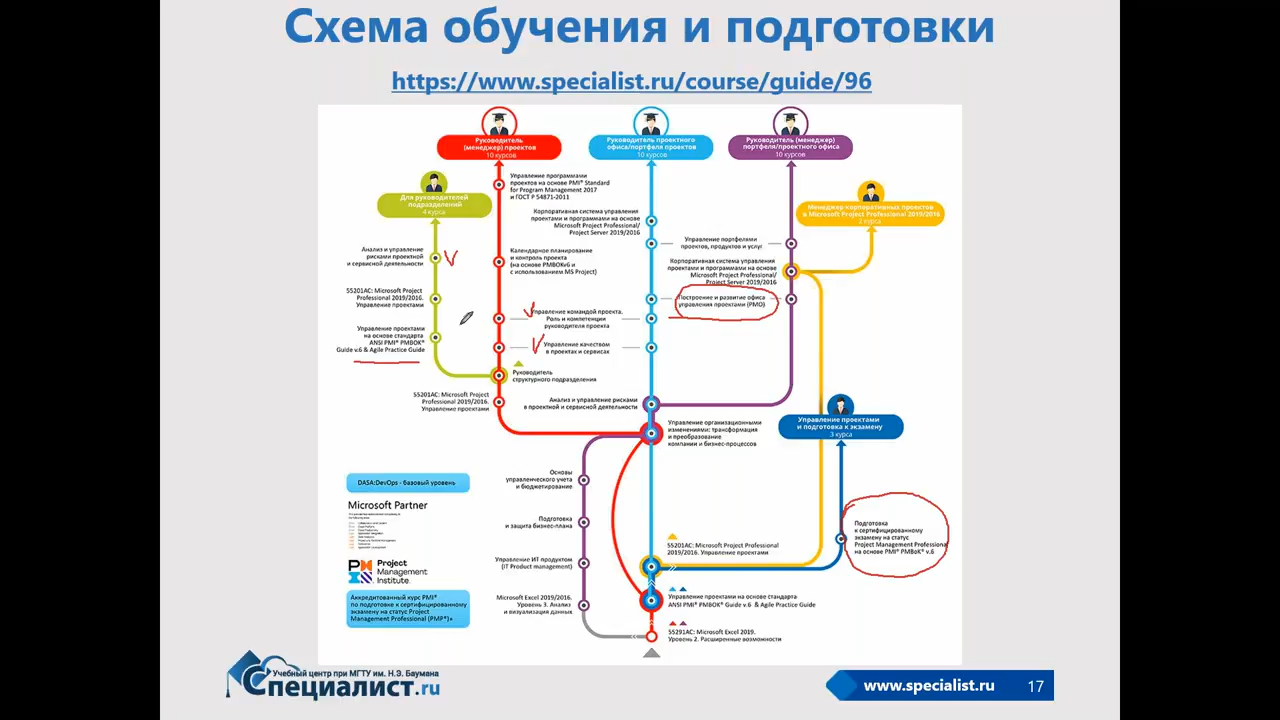 Схема обучения и подготовки
https://www.specialist.ru/course/guide/96
Руководитель
(менеджер) проектов
10 курсов
Руководитель проектного
офиса/портфеля проектов
10 курсов
Руководитель (менеджер)
портфеля/проектного офиса
10 курсов
Для руководителей
подразделений
4 курса
Менеджер корпоративных проектов
в Microsoft Project Professional 2019/2016
2 курса
Управление программами
проектов на основе PMI® Standard
for Program Management 2017
и ГОСТ Р 54871-2011
Корпоративная система управления
проектами и программами на основе
Microsoft Project Professional/
Project Server 2019/2016
Календарное планирование
и контроль проекта
(на основе PMBOKv6 и
с использованием MS Project)
Управление портфелями
проектов, продуктов и услуг
Корпоративная система управления
проектами и программами на основе
Microsoft Project Professional/
Project Server 2019/2016
Построение и развитие офиса
управления проектами (PMO)
Анализ и управление
рисками проектной
и сервисной деятельности
55201AC: Microsoft Project
Professional 2019/2016.
Управление проектами
Управление проектами
на основе стандарта
ANSI PMI® PMBOK®
Guide v.6 & Agile Practice Guide
Управление командой проекта.
Роль и компетенции
руководителя проекта
Управление качеством
в проектах и сервисах
Руководитель
структурного подразделения
55201AC: Microsoft Project
Professional 2019/2016.
Управление проектами
Анализ и управление рисками
в проектной и сервисной деятельности
Управление организационными
изменениями: трансформация
и преобразование
компании и бизнес-процессов
Управление проектами
и подготовка к экзамену
3 курса
Основы
управленческого учета
и бюджетирование
Подготовка
и защита бизнес-плана
Управление ИТ продуктом
(IT Product management)
Microsoft Excel 2019/2016.
Уровень 3. Анализ
и визуализация данных
55201AC: Microsoft Project Professional
2019/2016. Управление проектами
Управление проектами на основе стандарта
ANSI PMI® PMBOK® Guide v.6 & Agile Practice Guide
55291AC: Microsoft Excel 2019.
Уровень 2. Расширенные возможности
Подготовка
к сертифицированному
экзамену на статус
Project Management Professional
на основе PMI® PMBoK® v.6
DASA:DevOps - базовый уровень
Microsoft Partner
Project
Management
Institute.
Аккредитованный курс PMI®
по подготовке к сертифицированному
экзамену на статус Project
Management Professional (PMP®)»
Учебный центр при МГТУ им. Н.Э. Баумана
Специалист.ru
www.specialist.ru
17